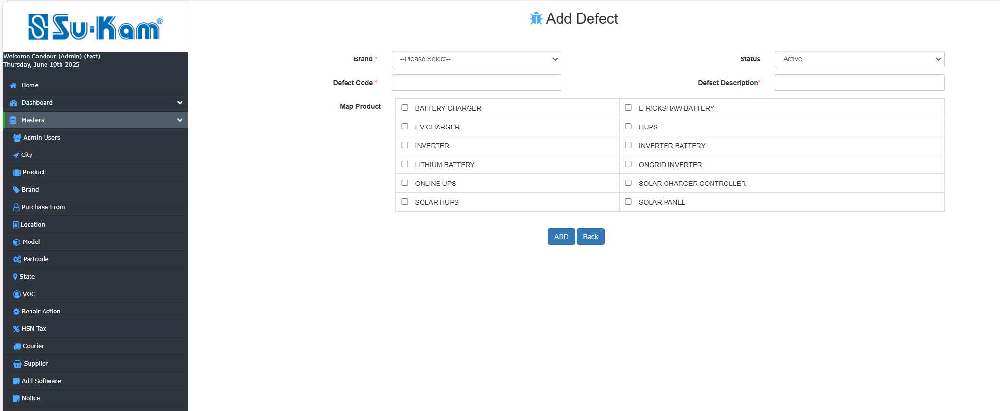 Su-Kam®
Welcome Candour (Admin) (test)
Thursday, June 19th 2025
Home
Dashboard
Masters
Admin Users
City
Product
Brand
Purchase From
Location
Model
Partcode
State
VOC
Repair Action
HSN Tax
Courier
Supplier
Add Software
Notice
Add Defect
Brand * --Please Select-- Status Active
Defect Code * Defect Description*
Map Product BATTERY CHARGER E-RICKSHAW BATTERY
EV CHARGER HUPS
INVERTER INVERTER BATTERY
LITHIUM BATTERY ONGRID INVERTER
ONLINE UPS SOLAR CHARGER CONTROLLER
SOLAR HUPS SOLAR PANEL
ADD Back